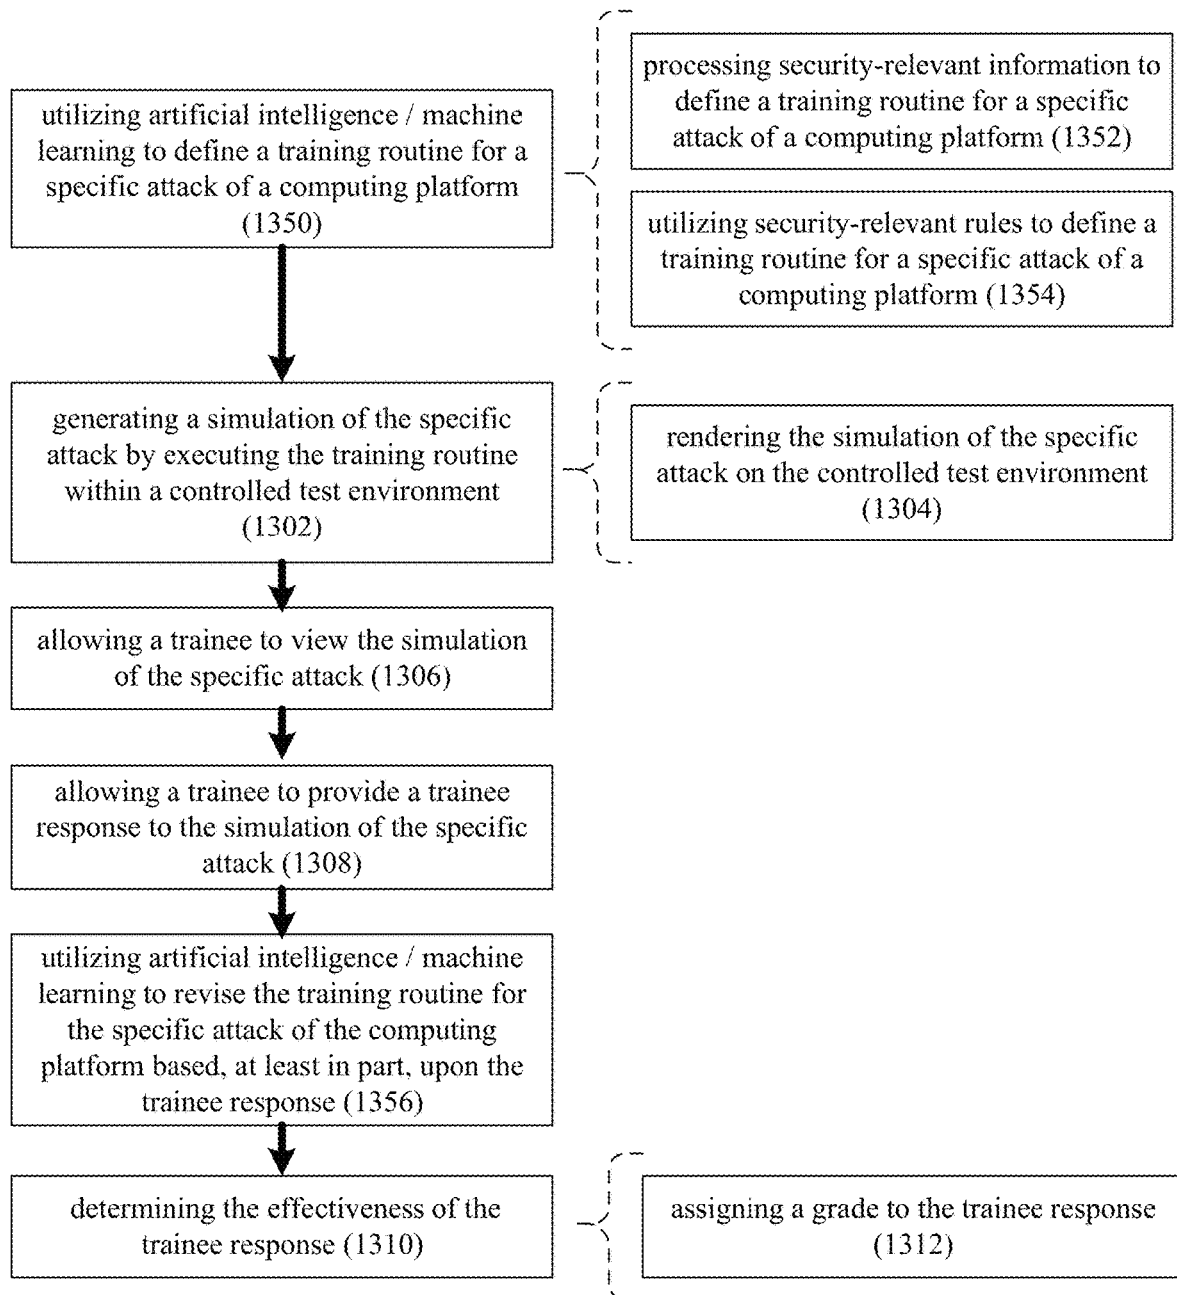 utilizing artificial intelligence / machine
learning to define a training routine for a
specific attack of a computing platform
(1350)
processing security-relevant information to
define a training routine for a specific
attack of a computing platform (1352)
utilizing security-relevant rules to define a
training routine for a specific attack of a
computing platform (1354)
generating a simulation of the specific
attack by executing the training routine
within a controlled test environment
(1302)
rendering the simulation of the specific
attack on the controlled test environment
(1304)
allowing a trainee to view the simulation
of the specific attack (1306)
allowing a trainee to provide a trainee
response to the simulation of the specific
attack (1308)
utilizing artificial intelligence / machine
learning to revise the training routine for
the specific attack of the computing
platform based, at least in part, upon the
trainee response (1356)
determining the effectiveness of the
trainee response (1310)
assigning a grade to the trainee response
(1312)